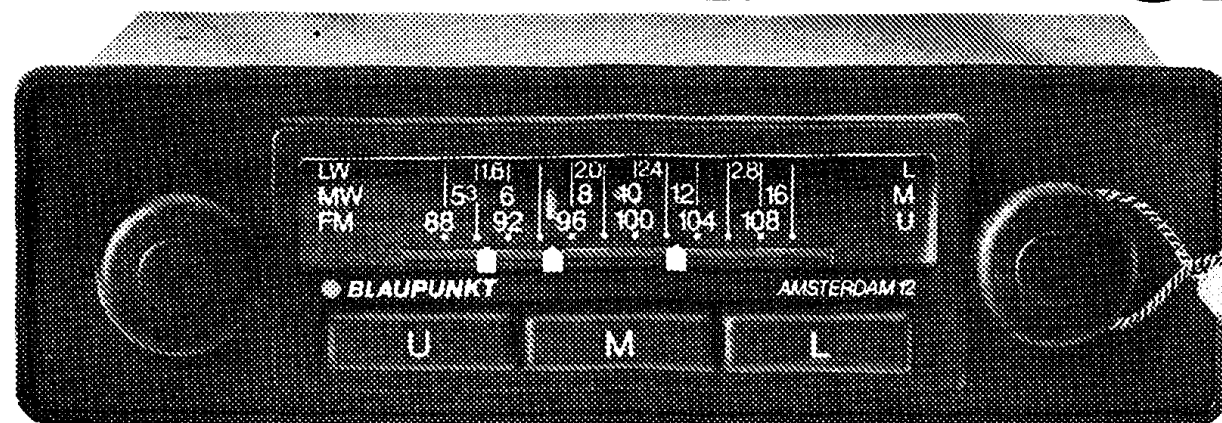 LW 1.6 2.0 2.4 2.8 L
MW 53 6 8 10 12 16 M
FM 88 92 96 100 104 108 U
BLAUPUNKT AMSTERDAM 12
U M L